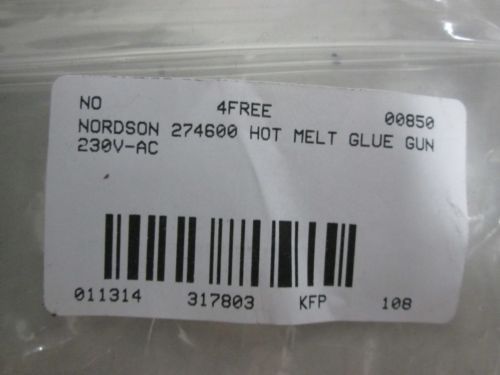 NO 4FREE 00850
NORDSON 274600 HOT MELT GLUE GUN
230V-AC
011314 317803 KFP 108